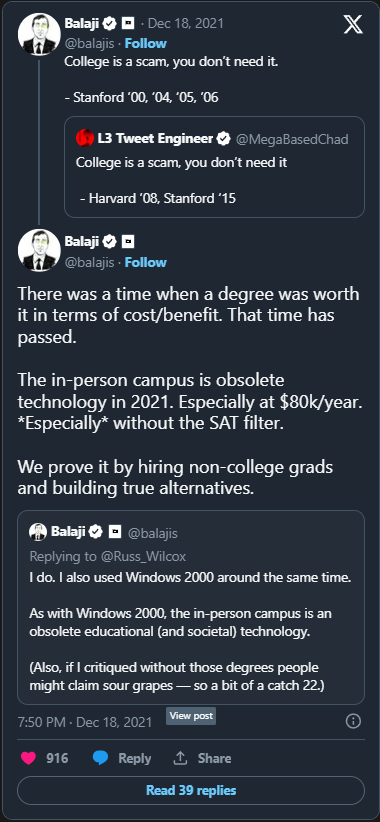 Balaji · Dec 18, 2021
@balajis · Follow
College is a scam, you don’t need it.
- Stanford ‘00, ‘04, ‘05, ‘06
L3 Tweet Engineer @MegaBasedChad
College is a scam, you don’t need it
- Harvard ‘08, Stanford ‘15
Balaji
@balajis · Follow
There was a time when a degree was worth
it in terms of cost/benefit. That time has
passed.
The in-person campus is obsolete
technology in 2021. Especially at $80k/year.
*Especially* without the SAT filter.
We prove it by hiring non-college grads
and building true alternatives.
Balaji @balajis
Replying to @Russ_Wilcox
I do. I also used Windows 2000 around the same time.
As with Windows 2000, the in-person campus is an
obsolete educational (and societal) technology.
(Also, if I critiqued without those degrees people
might claim sour grapes — so a bit of a catch 22.)
7:50 PM · Dec 18, 2021
View post
916 Reply Share
Read 39 replies